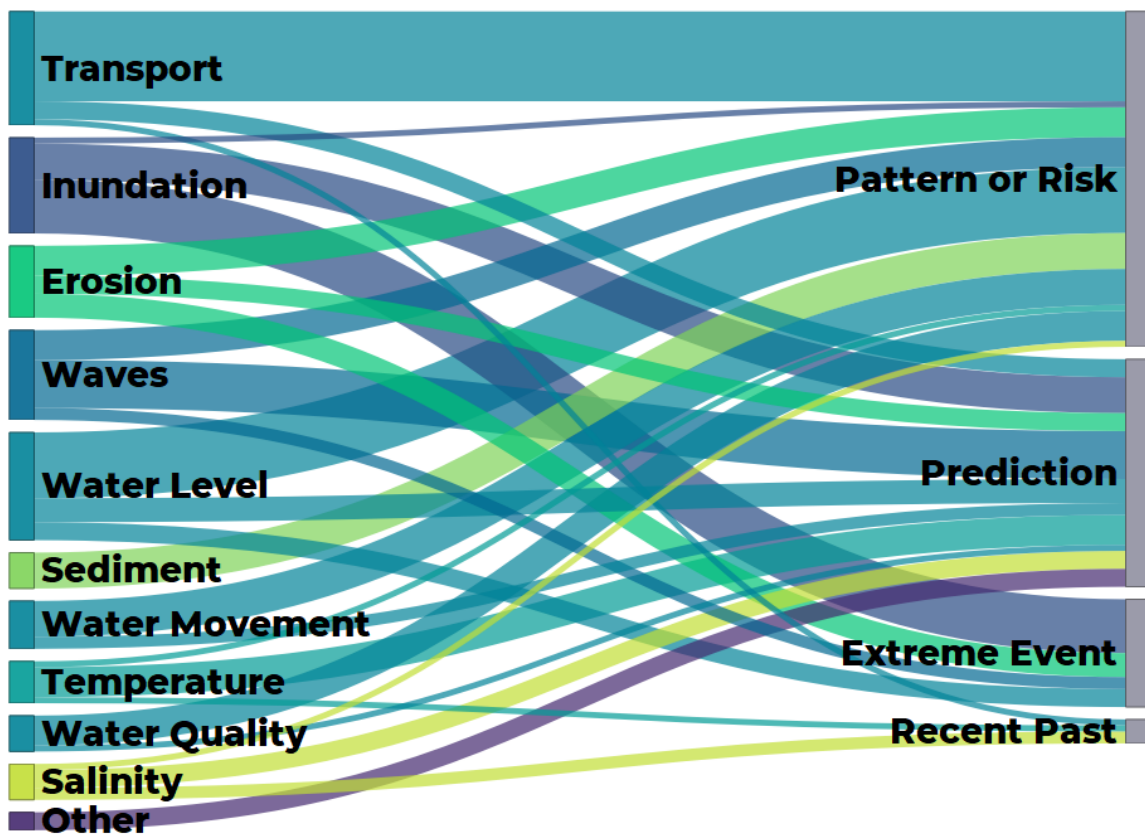 Transport
Inundation
Erosion
Waves
Water Level
Sediment
Water Movement
Temperature
Water Quality
Salinity
Other
Pattern or Risk
Prediction
Extreme Event
Recent Past